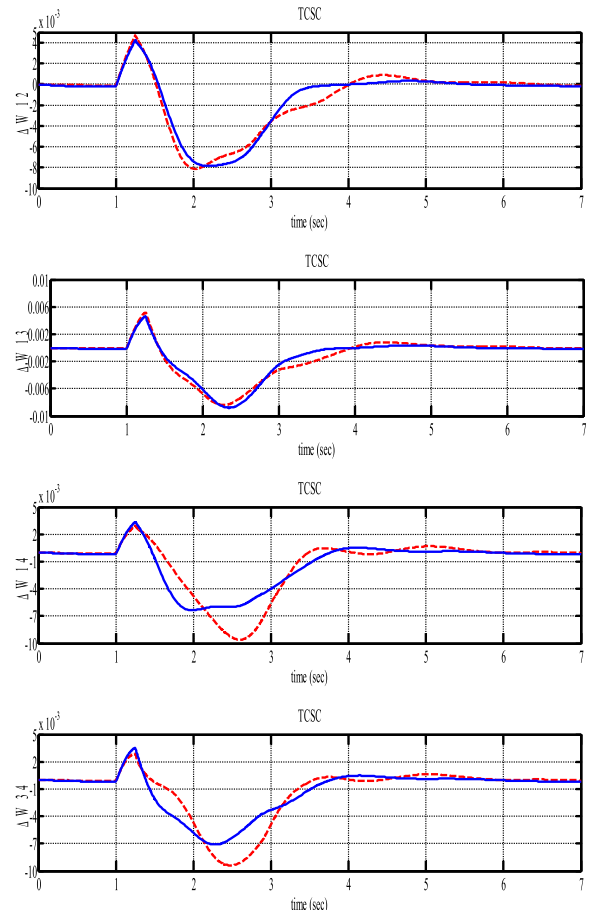 TCSC
x 10^-3
5
4
2
0
-2
-4
-6
-8
-10
Δ W 1 2
0 1 2 3 4 5 6 7
time (sec)
TCSC
0.01
0.006
0.002
-0.002
-0.006
-0.01
Δ W 1 3
0 1 2 3 4 5 6 7
time (sec)
TCSC
x 10^-3
5
2
-1
-4
-7
-10
Δ W 1 4
0 1 2 3 4 5 6 7
time (sec)
TCSC
x 10^-3
5
2
-1
-4
-7
-10
Δ W 3 4
0 1 2 3 4 5 6 7
time (sec)